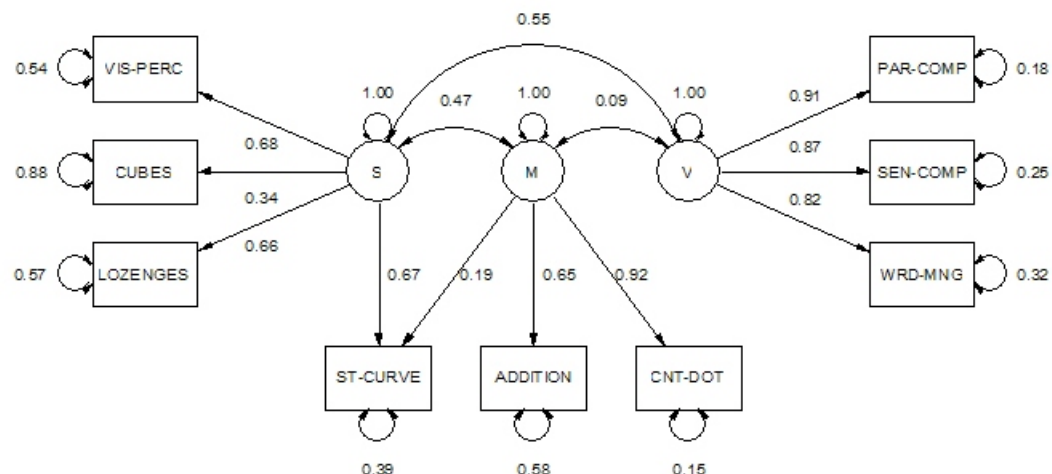 0.55
0.54
VIS-PERC
PAR-COMP
0.18
1.00
0.47
1.00
0.09
1.00
0.91
0.68
0.87
0.88
CUBES
S
M
V
SEN-COMP
0.25
0.34
0.82
0.66
0.57
LOZENGES
0.67
0.19
0.65
0.92
WRD-MNG
0.32
ST-CURVE
ADDITION
CNT-DOT
0.39
0.58
0.15